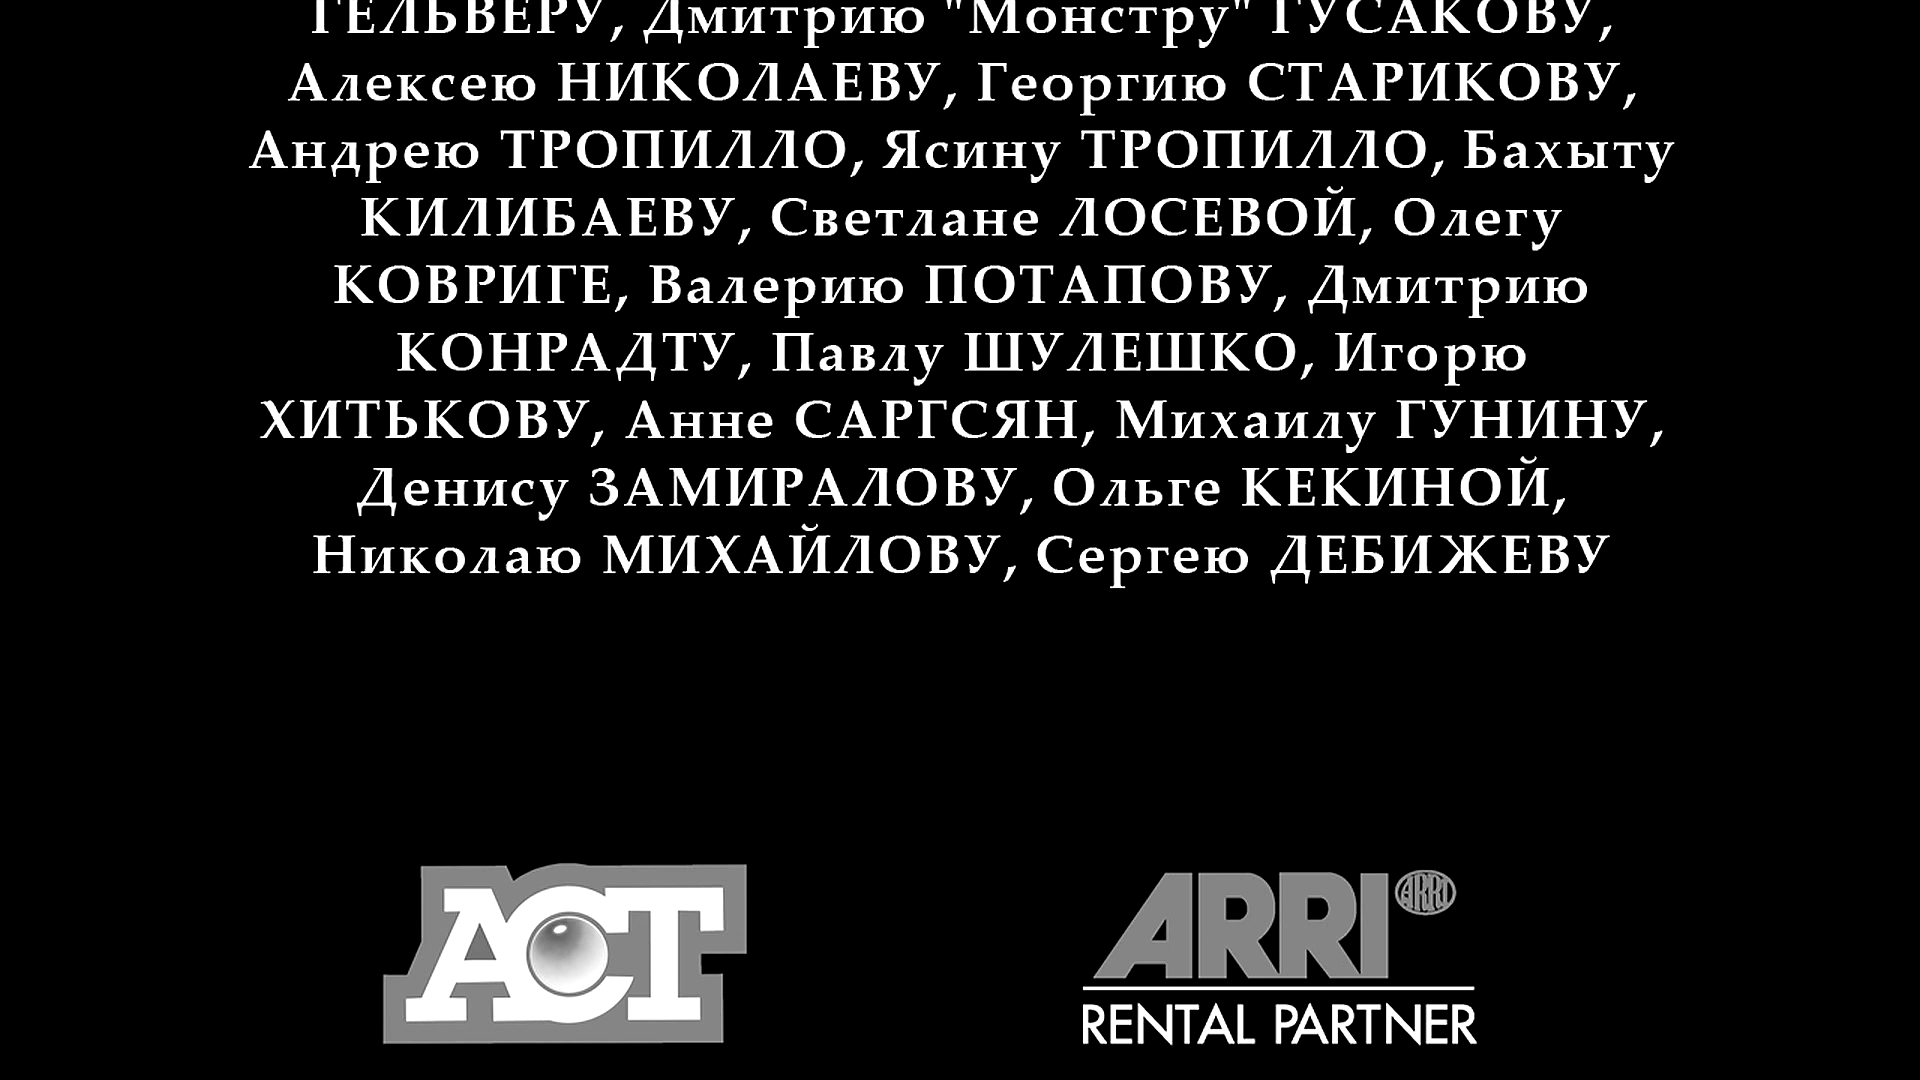 ГЕЛЬВЕРУ, Дмитрию "Монстру" ГУСАКОВУ,
Алексею НИКОЛАЕВУ, Георгию СТАРИКОВУ,
Андрею ТРОПИЛЛО, Ясину ТРОПИЛЛО, Бахыту
КИЛИБАЕВУ, Светлане ЛОСЕВОЙ, Олегу
КОВРИГЕ, Валерию ПОТАПОВУ, Дмитрию
КОНРАДТУ, Павлу ШУЛЕШКО, Игорю
ХИТЬКОВУ, Анне САРГСЯН, Михаилу ГУНИНУ,
Денису ЗАМИРАЛОВУ, Ольге КЕКИНОЙ,
Николаю МИХАЙЛОВУ, Сергею ДЕБИЖЕВУ
АСТ
ARRI ARRI
RENTAL PARTNER